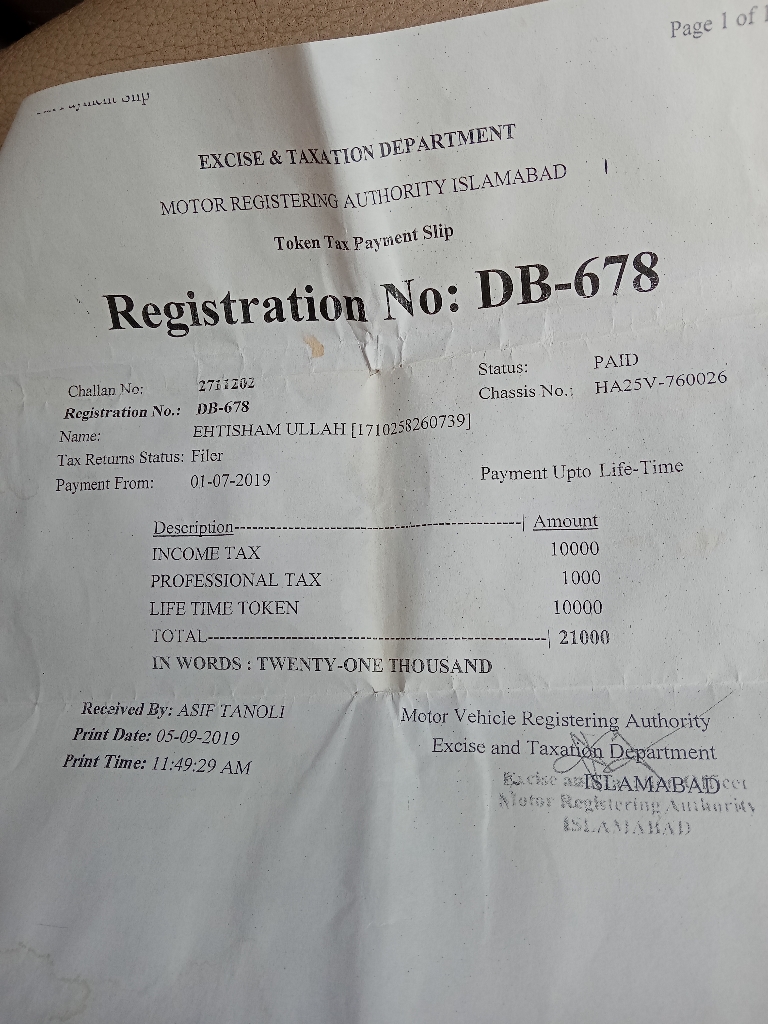 Page 1 of 1
Payment Slip
EXCISE & TAXATION DEPARTMENT
MOTOR REGISTERING AUTHORITY ISLAMABAD
Token Tax Payment Slip
Registration No: DB-678
Challan No: 2711202
Status: PAID
Registration No.: DB-678
Chassis No.: HA25V-760026
Name: EHTISHAM ULLAH [1710258260739]
Tax Returns Status: Filer
Payment From: 01-07-2019
Payment Upto Life-Time
Description--------------------------------------------------| Amount
INCOME TAX 10000
PROFESSIONAL TAX 1000
LIFE TIME TOKEN 10000
TOTAL----------------------------------------------------------| 21000
IN WORDS : TWENTY-ONE THOUSAND
Received By: ASIF TANOLI
Print Date: 05-09-2019
Print Time: 11:49:29 AM
Motor Vehicle Registering Authority
Excise and Taxation Department
ISLAMABAD
Excise
Motor Registering Authority
ISLAMABAD